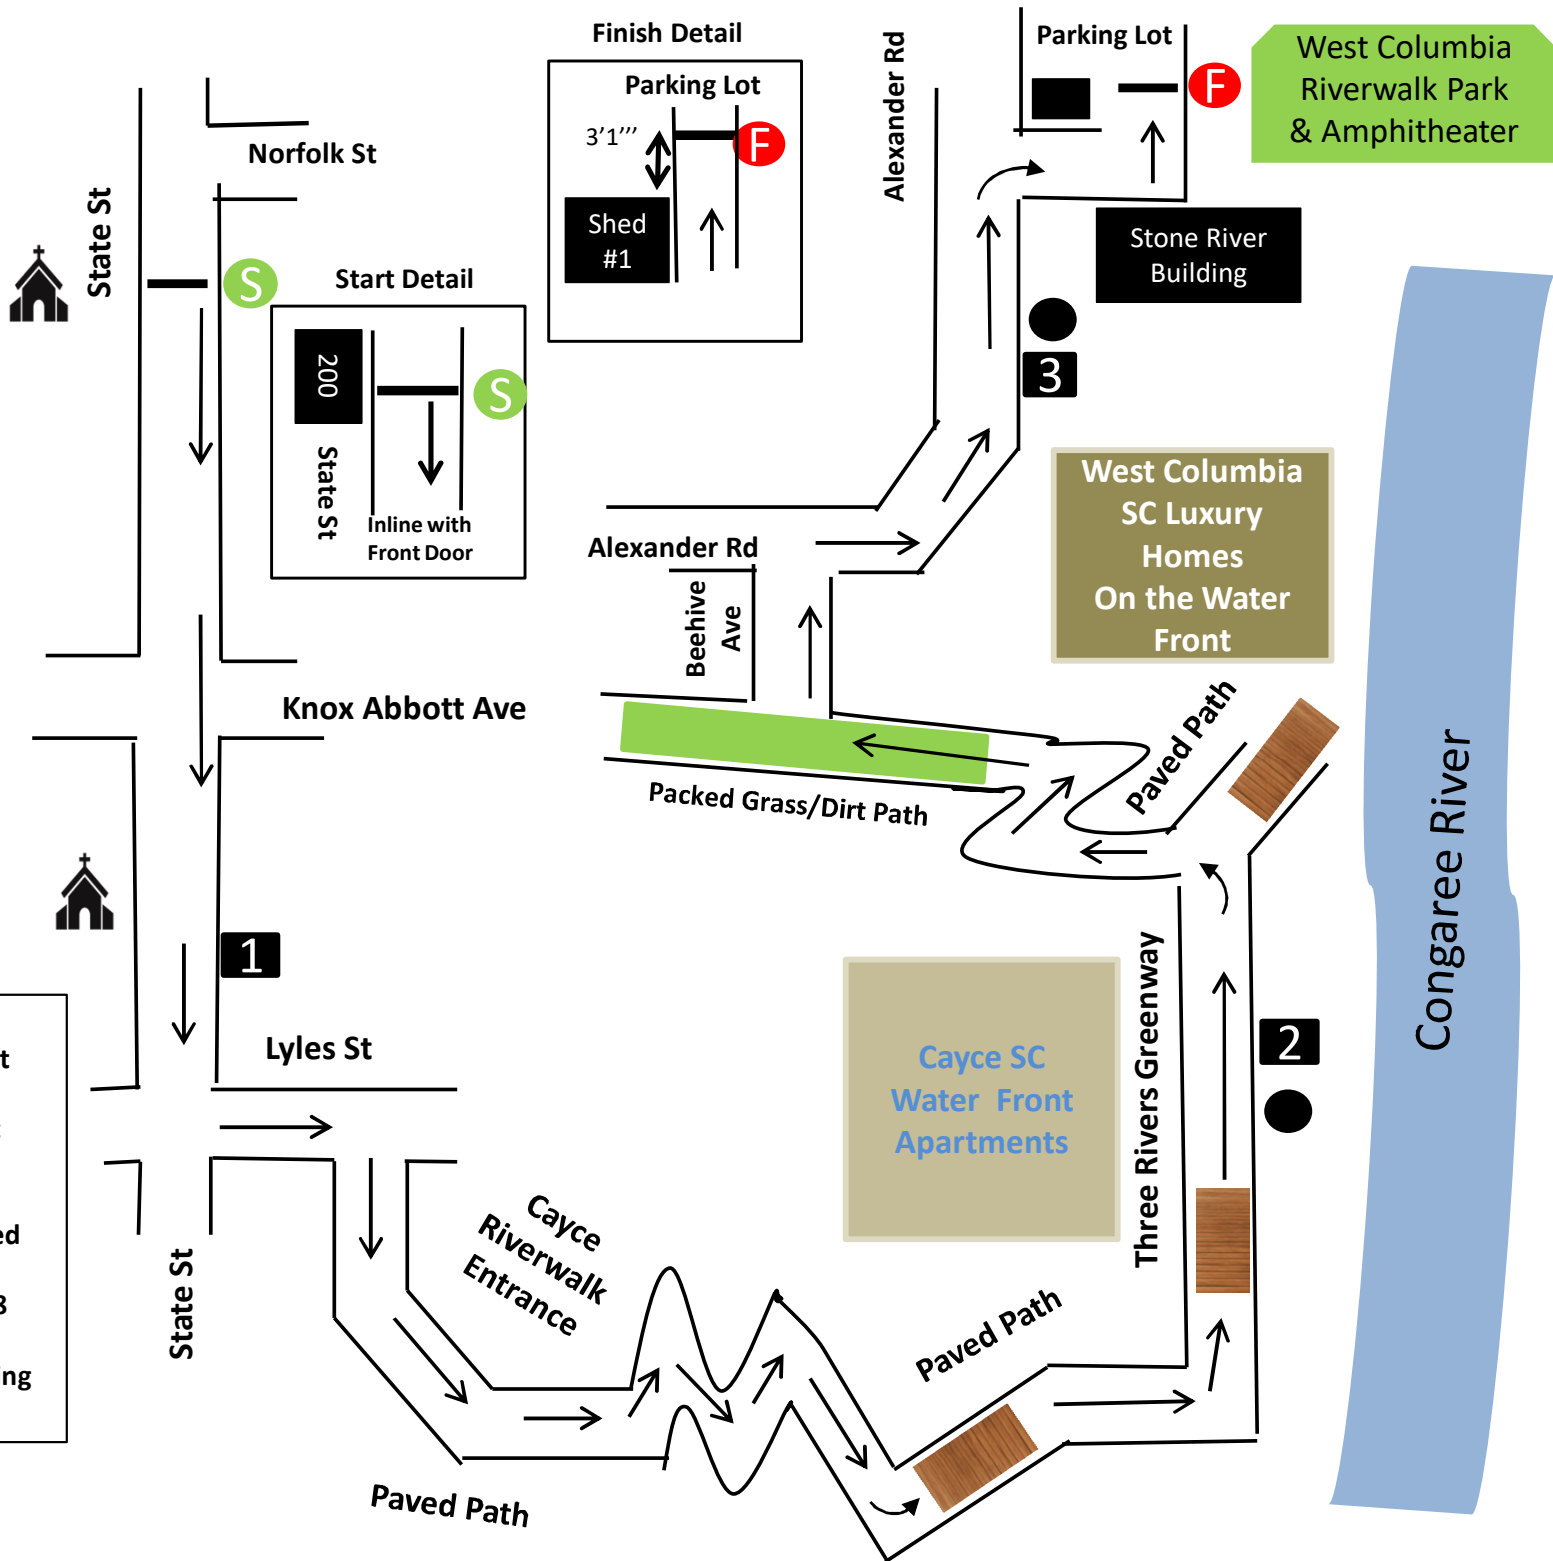 Finish Detail
Parking Lot
3'1'''
F
Shed
#1
Alexander Rd
Parking Lot
F
West Columbia
Riverwalk Park
& Amphitheater
Norfolk St
State St
S
Start Detail
200
State St
S
Inline with
Front Door
Stone River
Building
3
West Columbia
SC Luxury
Homes
On the Water
Front
Alexander Rd
Beehive
Ave
Knox Abbott Ave
Packed Grass/Dirt Path
Paved Path
Congaree River
1
Lyles St
Cayce SC
Water Front
Apartments
Three Rivers Greenway
2
State St
Cayce
Riverwalk
Entrance
Paved Path
Paved Path
t
ed
3
ing